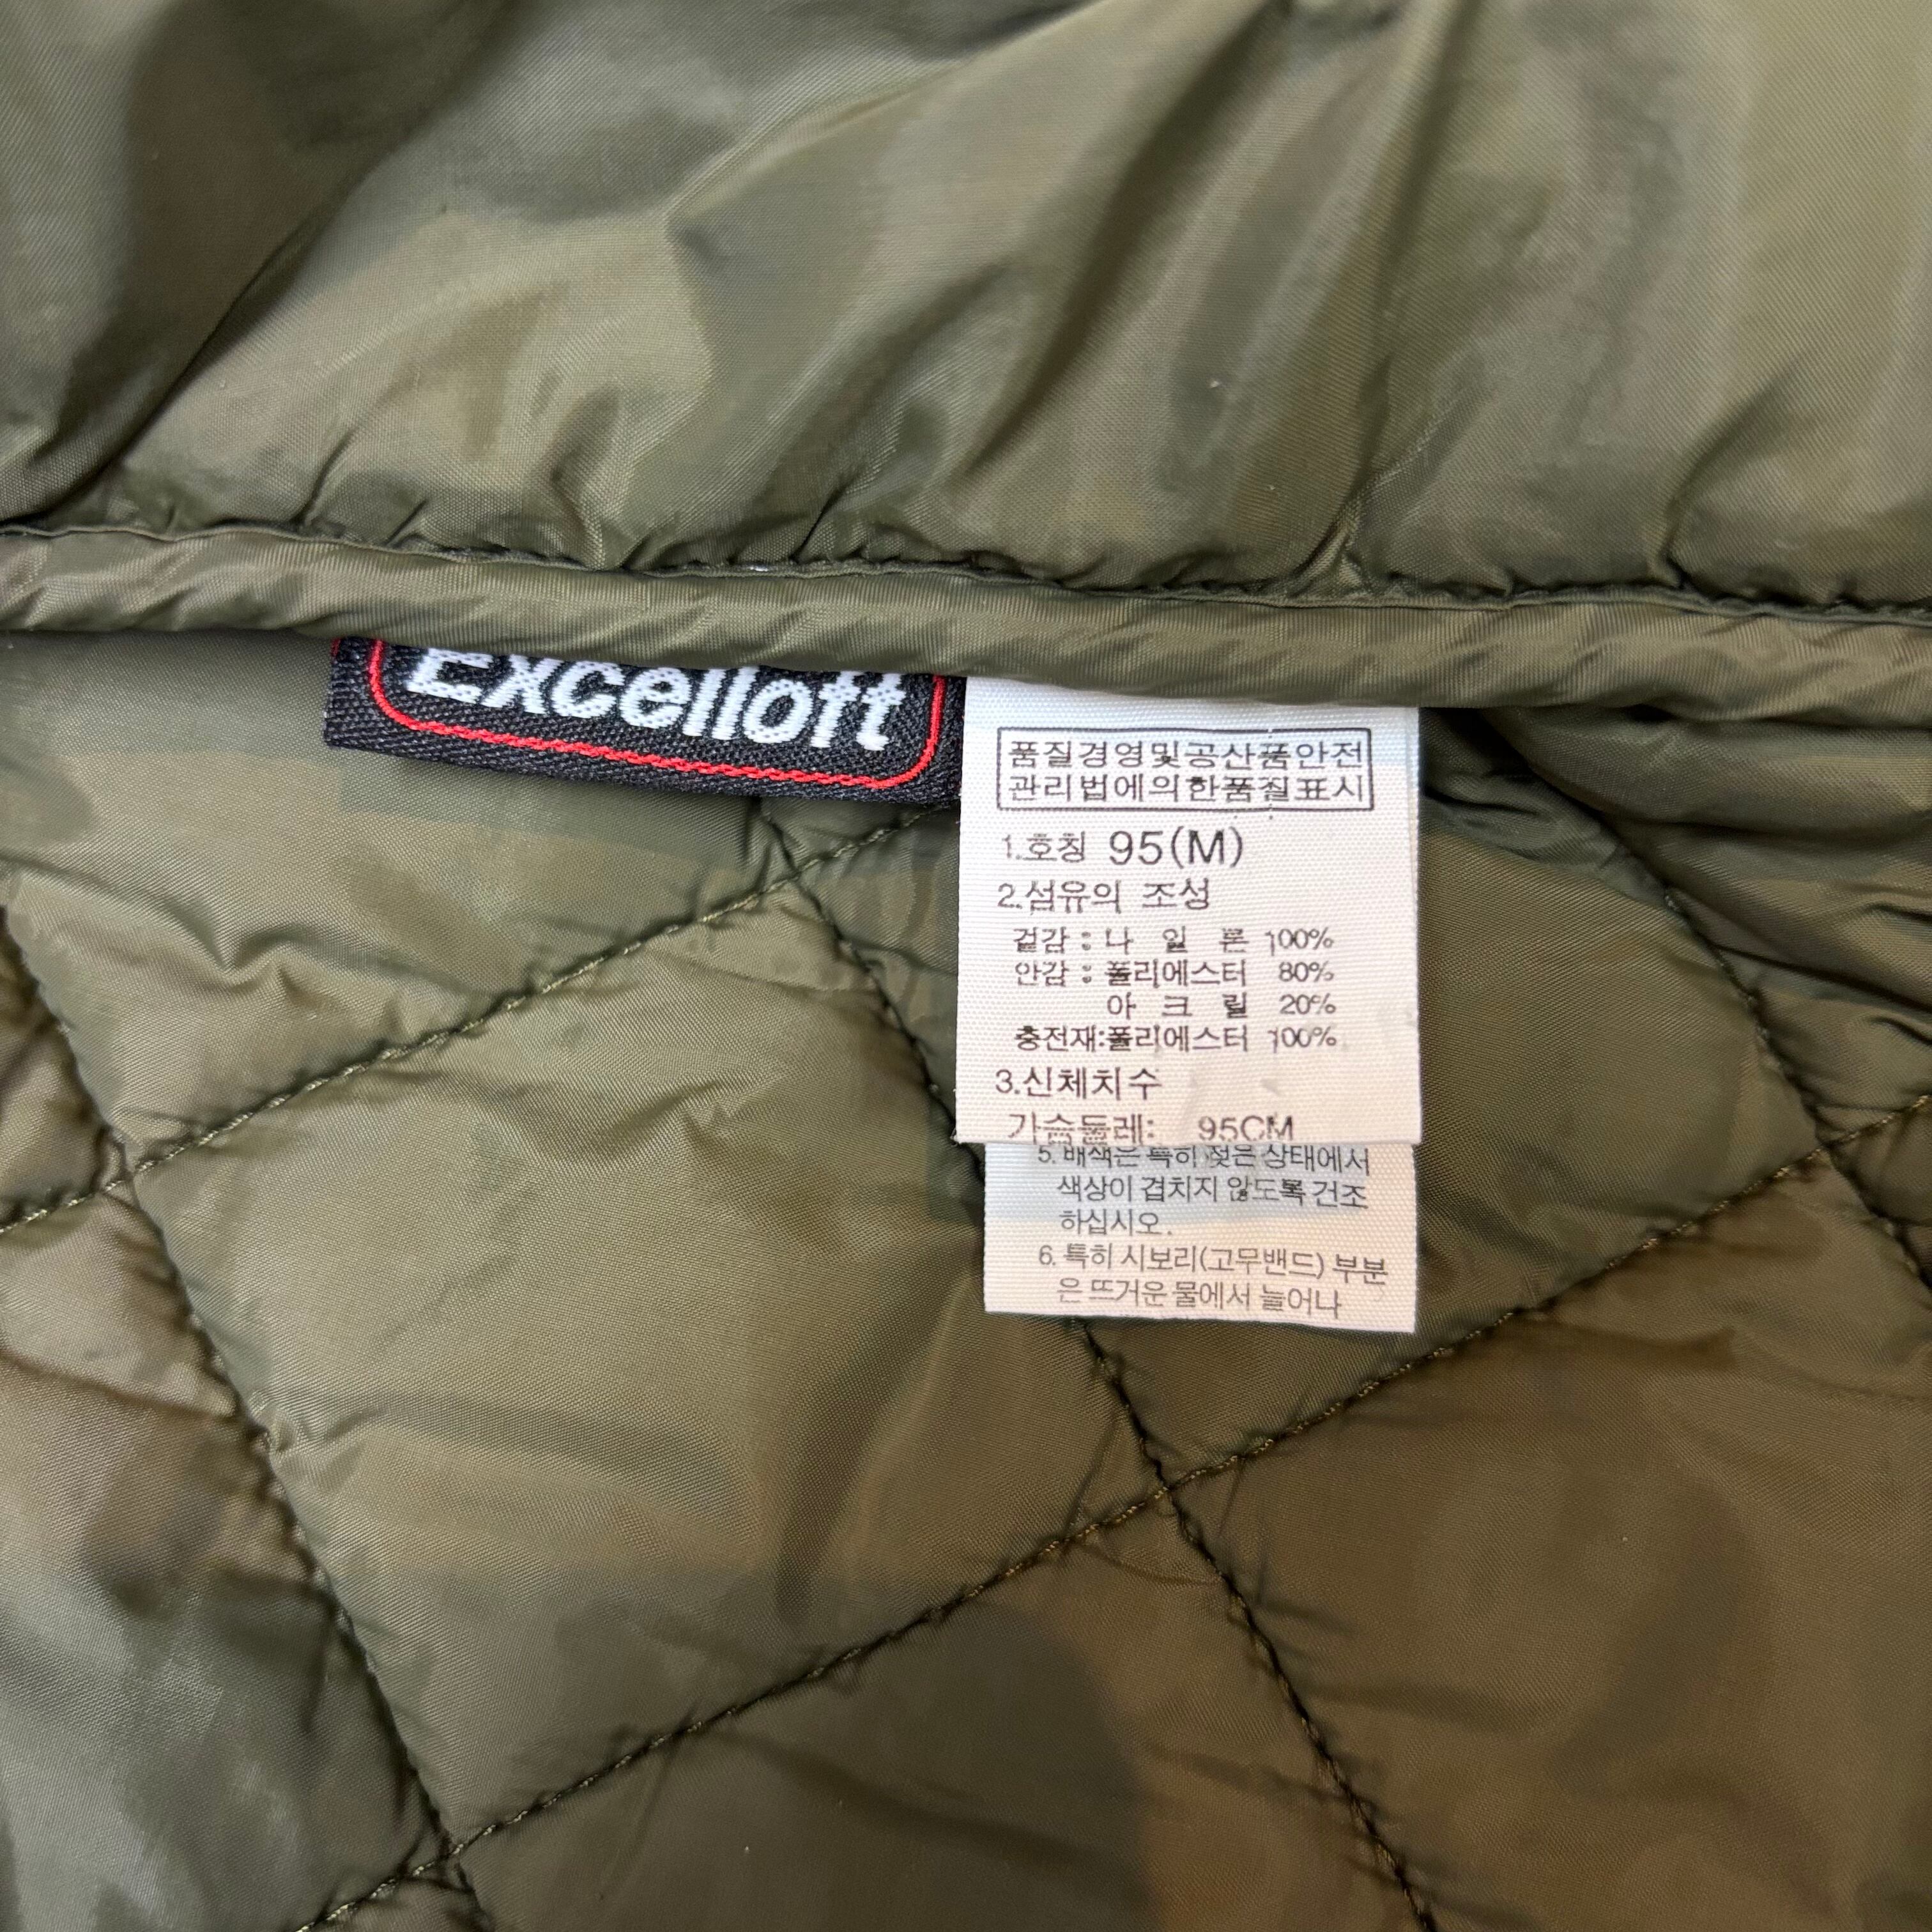 Excelloft
품질경영및공산품안전
관리법에의한품질표시
1.호칭 95(M)
2.섬유의 조성
겉감 : 나 일 론 100%
안감 : 폴리에스터 80%
아 크 릴 20%
충전재:폴리에스터 100%
3.신체치수
가슴둘레: 95CM
5. 배색은 특히 젖은 상태에서
색상이 겹치지 않도록 건조
하십시오.
6. 특히 시보리(고무밴드) 부분
은 뜨거운 물에서 늘어나